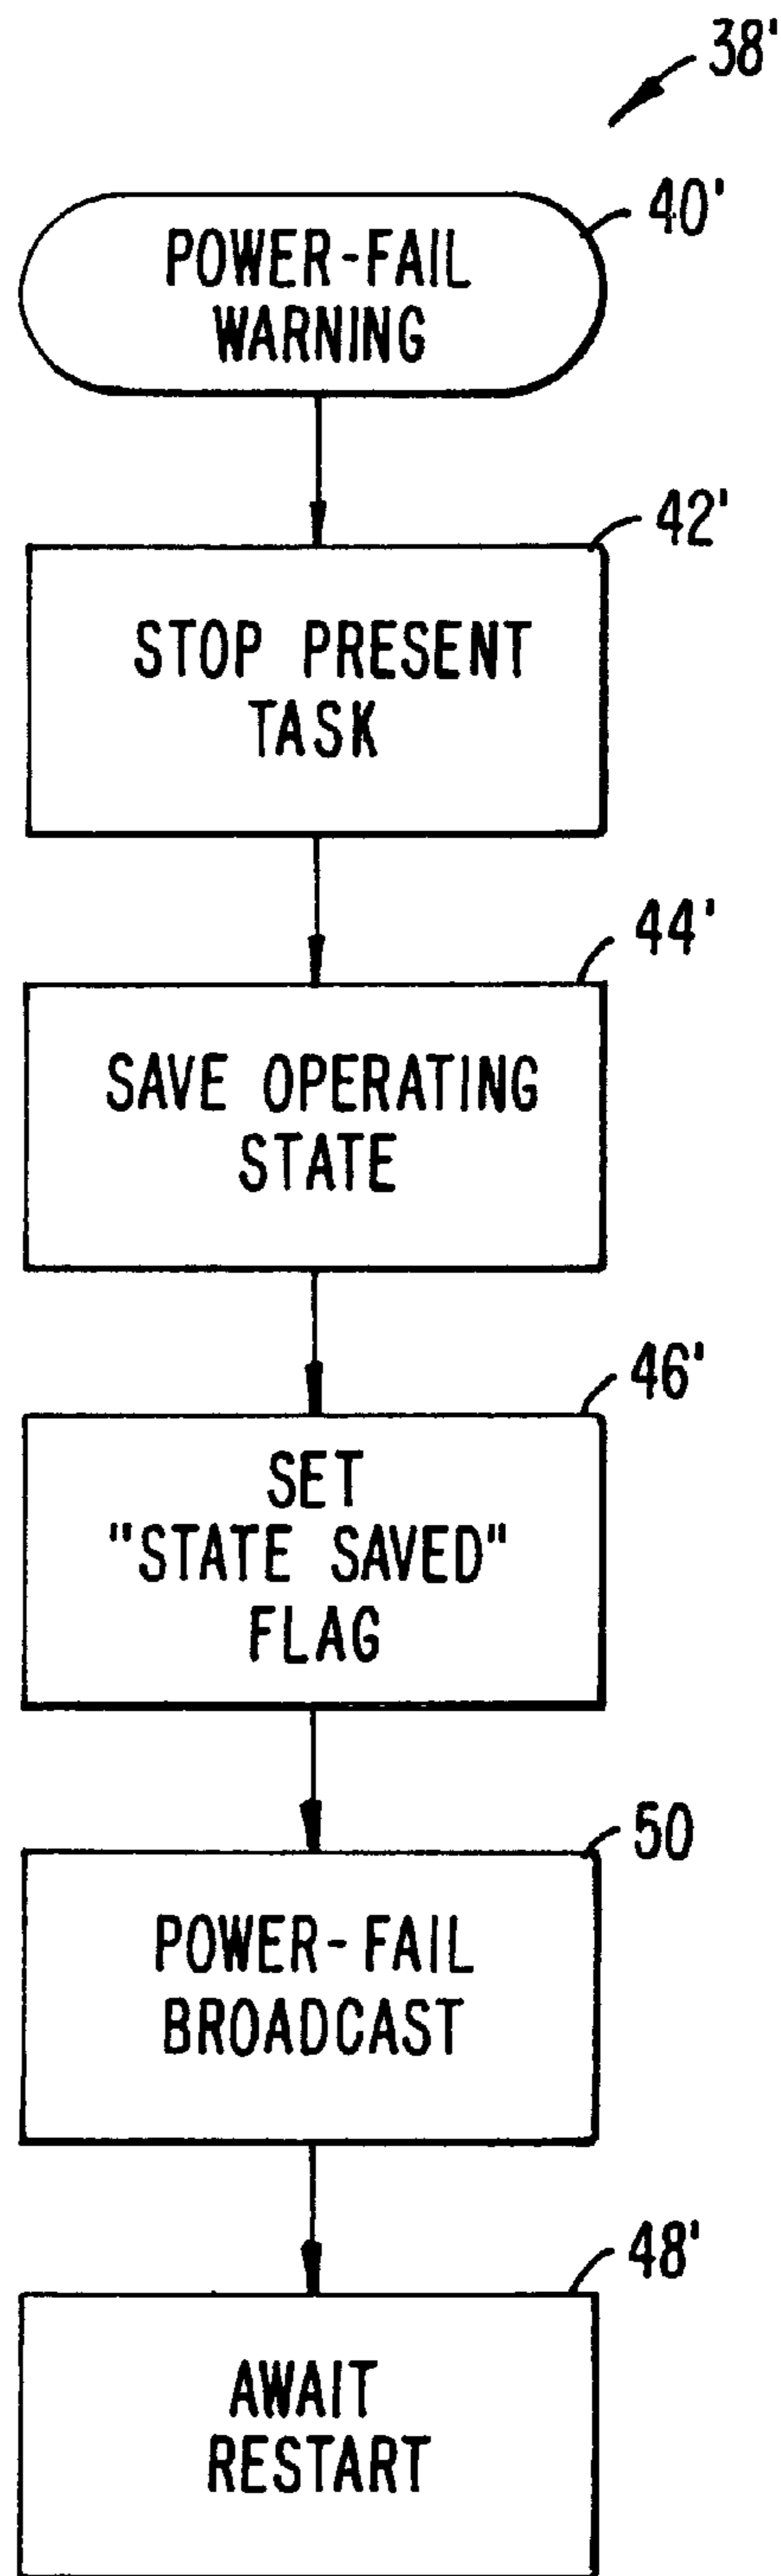 38'
40'
POWER-FAIL
WARNING
42'
STOP PRESENT
TASK
44'
SAVE OPERATING
STATE
46'
SET
"STATE SAVED"
FLAG
50
POWER-FAIL
BROADCAST
48'
AWAIT
RESTART